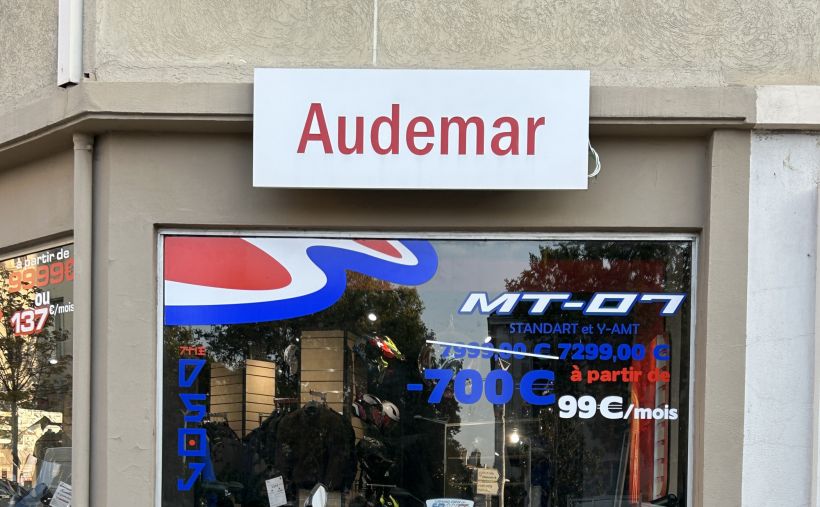 Audemar
à partir de
9999€
ou
137€/mois
MT-07
STANDART et Y-AMT
7999,00 € 7299,00 €
-700€
à partir de
99€/mois